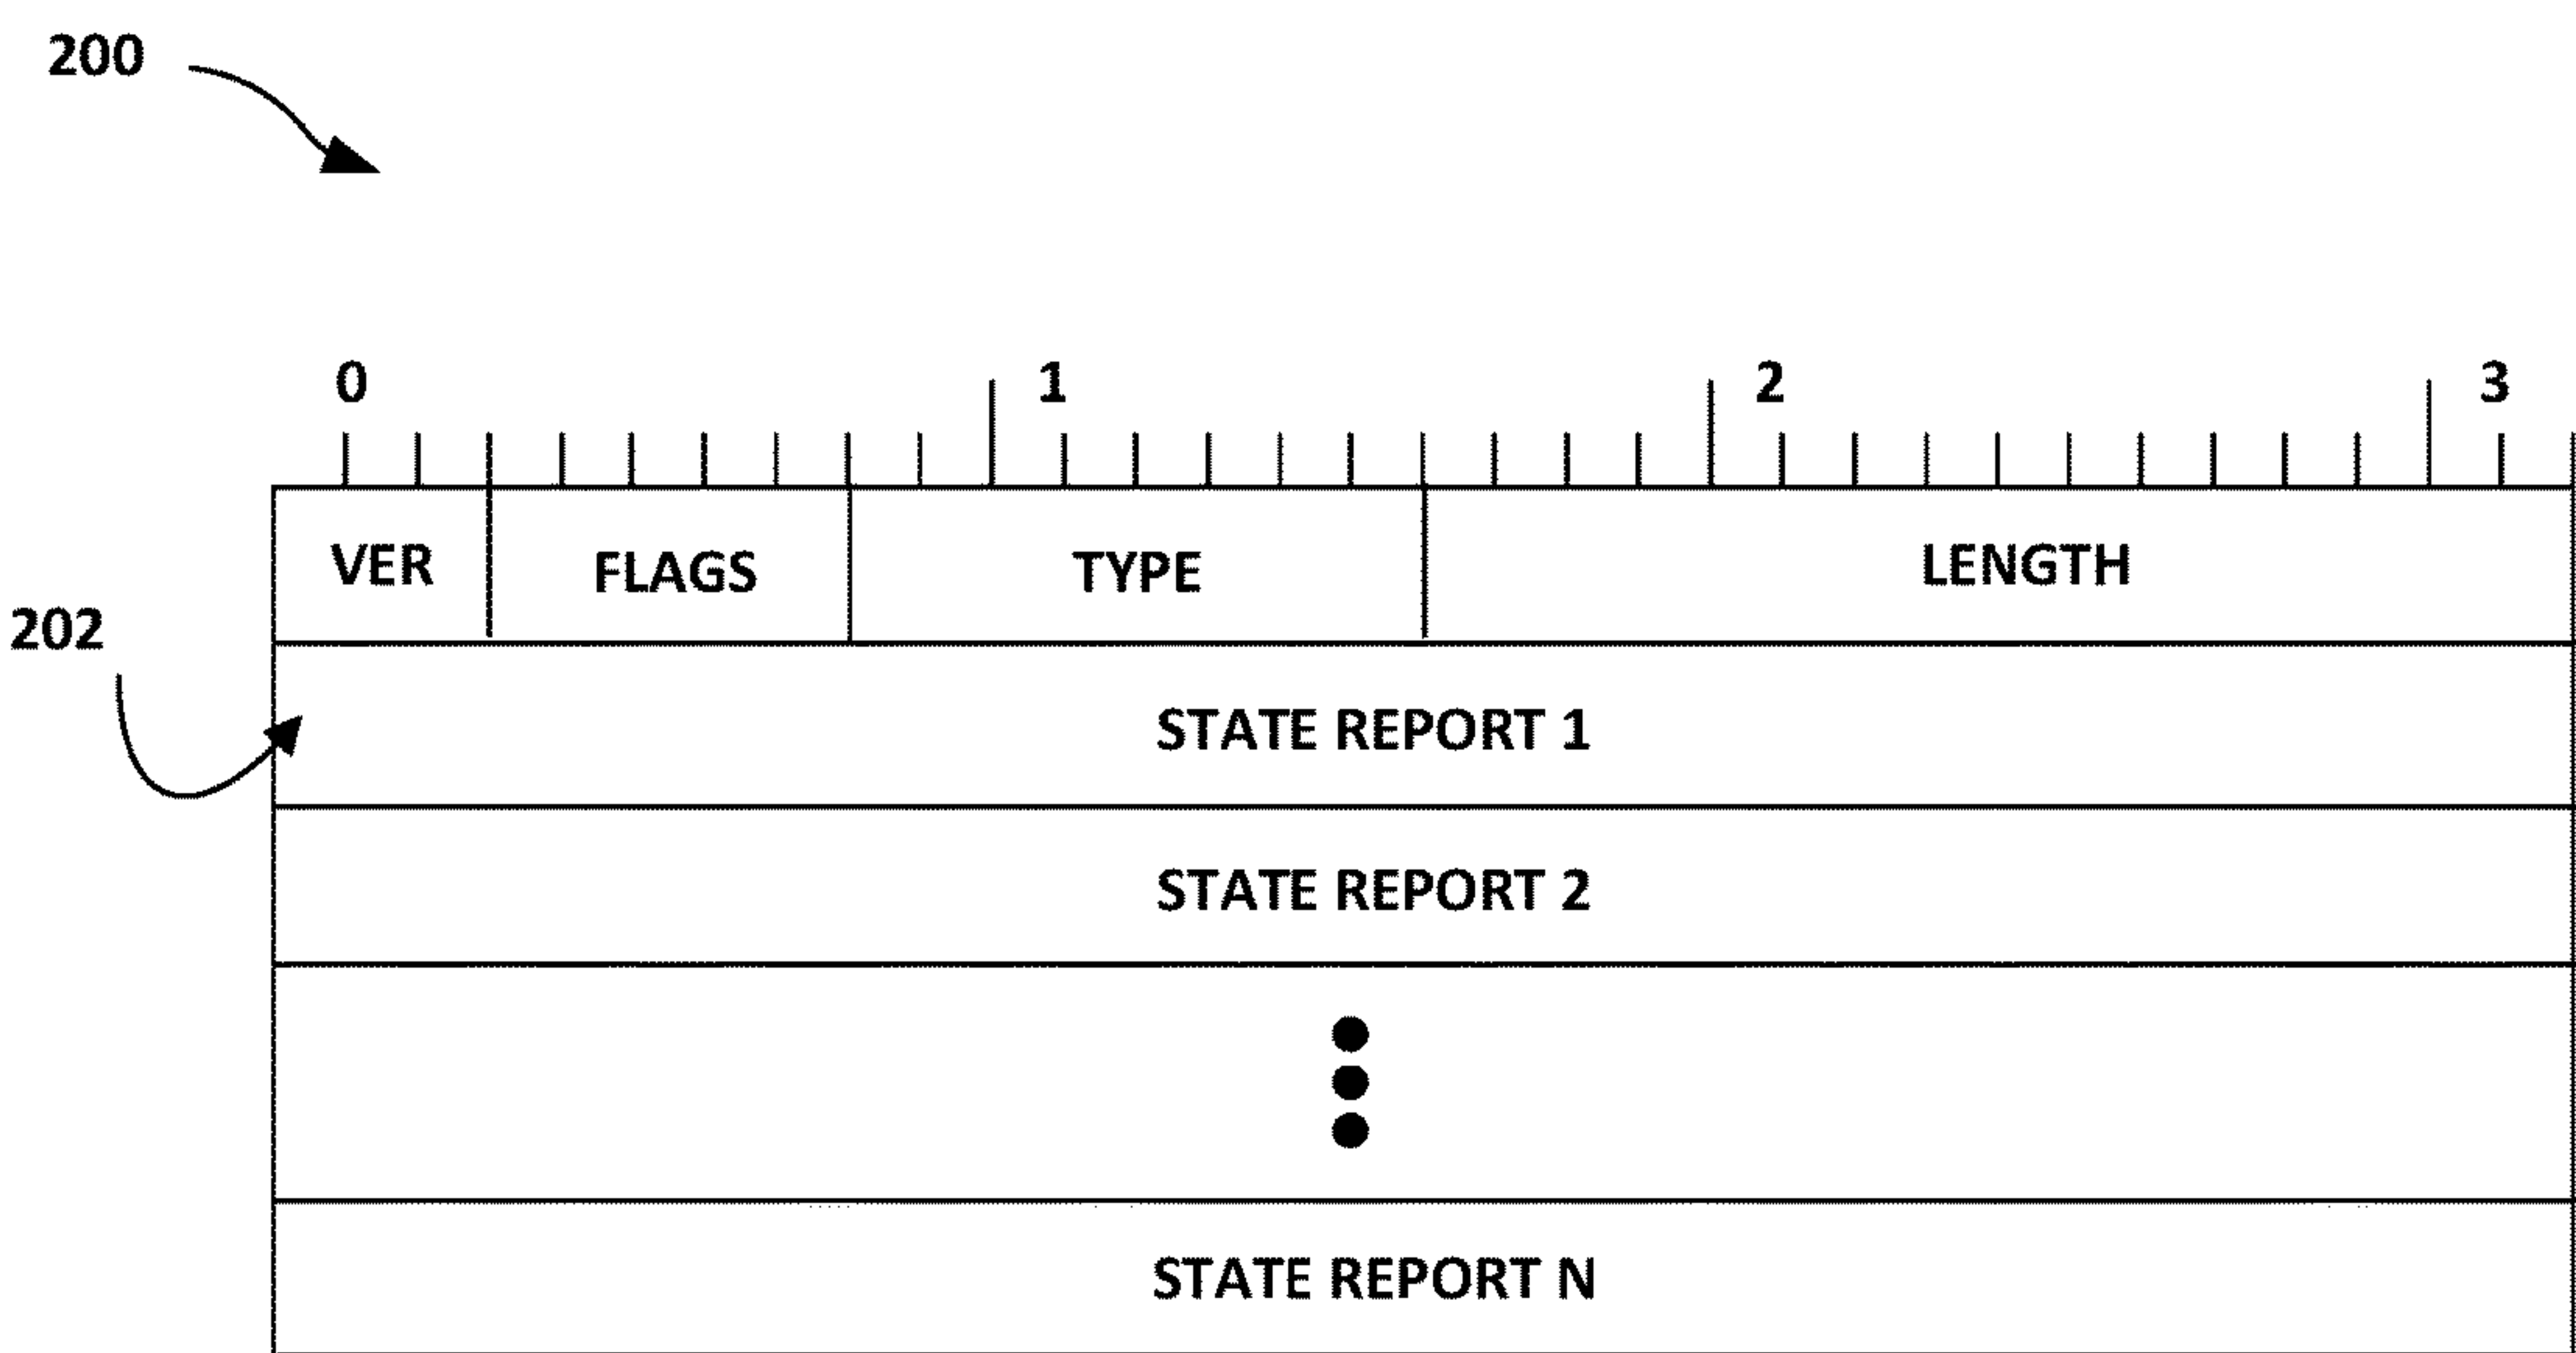 200
0 1 2 3
VER FLAGS TYPE LENGTH
202
STATE REPORT 1
STATE REPORT 2
STATE REPORT N